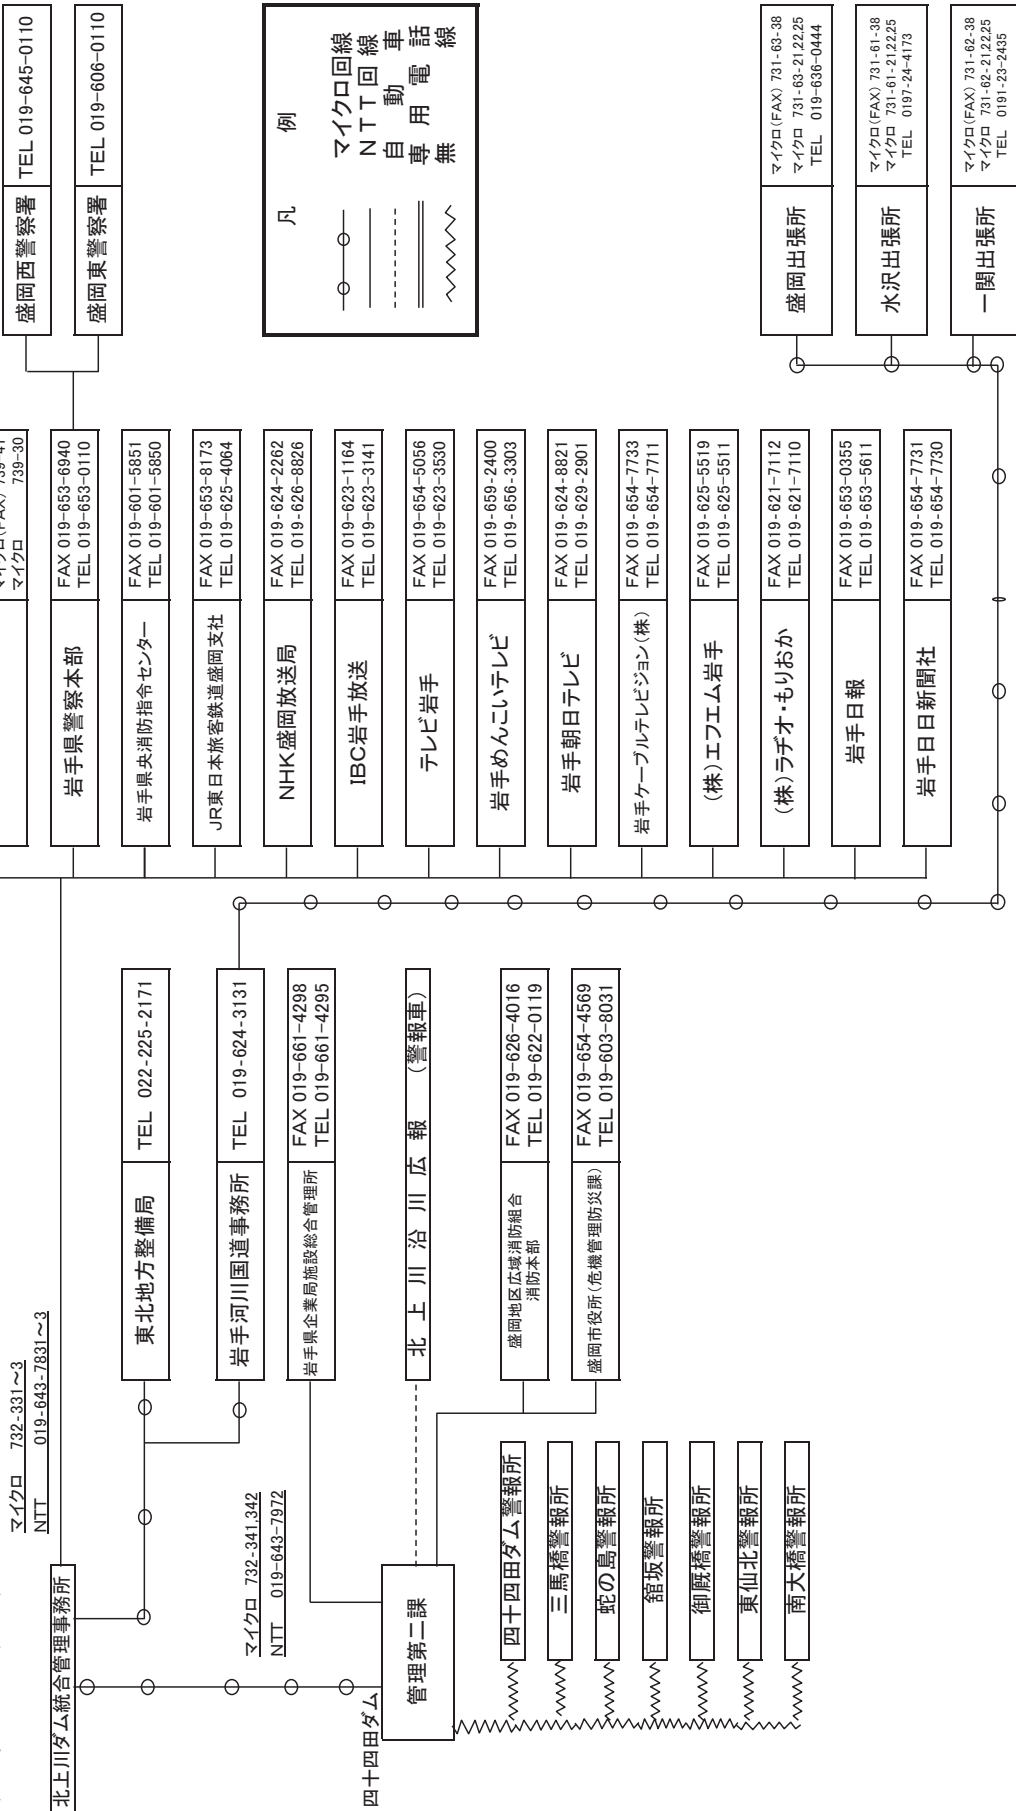 マイクロ 732-331～3
NTT 019-643-7831～3
北上川ダム統合管理事務所
マイクロ 732-341,342
NTT 019-643-7972
四十四田ダム
管理第二課
東北地方整備局
TEL 022-225-2171
岩手河川国道事務所
TEL 019-624-3131
岩手県企業局施設総合管理所
FAX 019-661-4298
TEL 019-661-4295
北上川沿川広報 （警報車）
盛岡地区広域消防組合
消防本部
FAX 019-626-4016
TEL 019-622-0119
盛岡市役所（危機管理防災課）
FAX 019-654-4569
TEL 019-603-8031
四十四田ダム警報所
三馬橋警報所
蛇の島警報所
舘坂警報所
御厩橋警報所
東仙北警報所
南大橋警報所
マイクロ(FAX) 739-41
マイクロ 739-30
岩手県警察本部
FAX 019-653-6940
TEL 019-653-0110
岩手県央消防指令センター
FAX 019-601-5851
TEL 019-601-5850
JR東日本旅客鉄道盛岡支社
FAX 019-653-8173
TEL 019-625-4064
NHK盛岡放送局
FAX 019-624-2262
TEL 019-626-8826
IBC岩手放送
FAX 019-623-1164
TEL 019-623-3141
テレビ岩手
FAX 019-654-5056
TEL 019-623-3530
岩手めんこいテレビ
FAX 019-659-2400
TEL 019-656-3303
岩手朝日テレビ
FAX 019-624-8821
TEL 019-629-2901
岩手ケーブルテレビジョン(株)
FAX 019-654-7733
TEL 019-654-7711
(株)エフエム岩手
FAX 019-625-5519
TEL 019-625-5511
(株)ラヂオ・もりおか
FAX 019-621-7112
TEL 019-621-7110
岩手日報
FAX 019-653-0355
TEL 019-653-5611
岩手日日新聞社
FAX 019-654-7731
TEL 019-654-7730
盛岡西警察署
TEL 019-645-0110
盛岡東警察署
TEL 019-606-0110
凡 例
マイクロ回線
NTT回線
自動車
専用電話
無線
盛岡出張所
マイクロ(FAX) 731-63-38
マイクロ 731-63-21,22,25
TEL 019-636-0444
水沢出張所
マイクロ(FAX) 731-61-38
マイクロ 731-61-21,22,25
TEL 0197-24-4173
一関出張所
マイクロ(FAX) 731-62-38
マイクロ 731-62-21,22,25
TEL 0191-23-2435